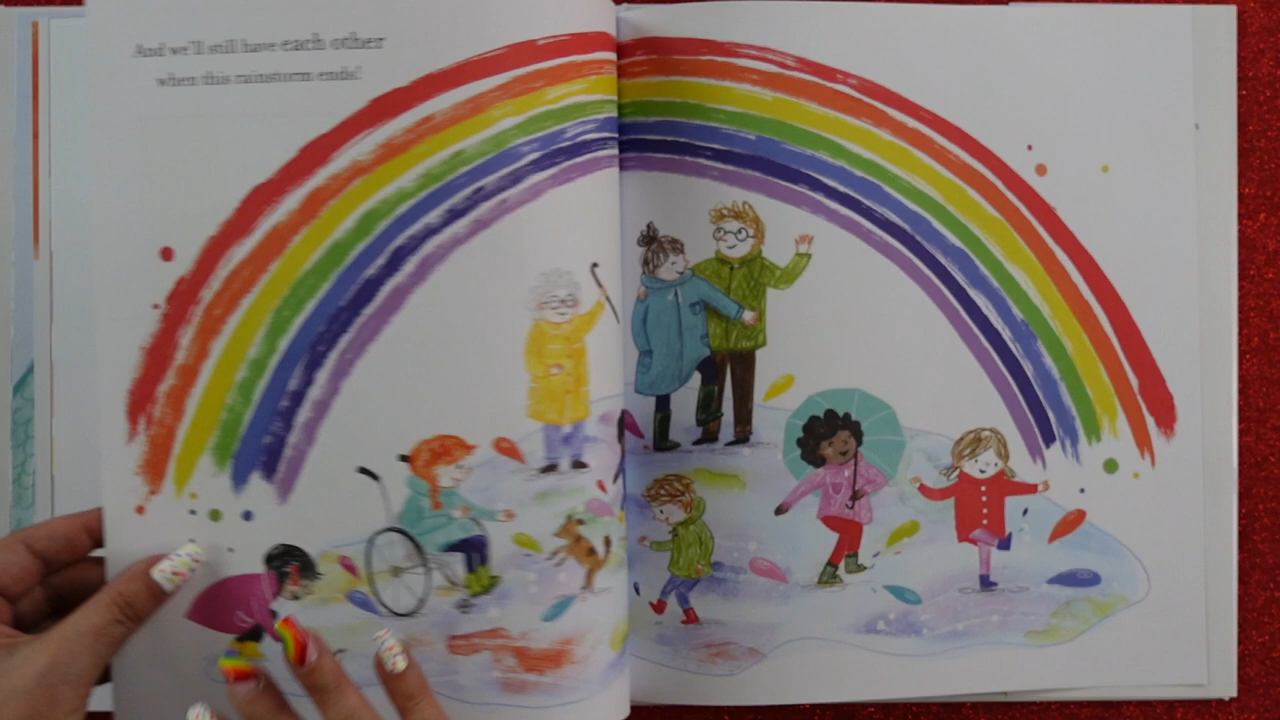 And we'll still have each other
when this rainstorm ends!